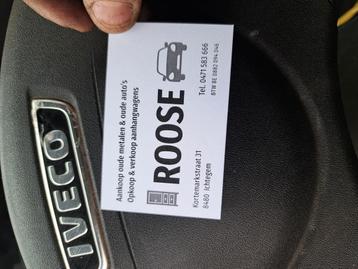 Aankoop oude metalen & oude auto's
Opkoop & verkoop aanhangwagens
ROOSE
Kortemarkstraat 31
8480 Ichtegem
Tel. 0471 583 666
BTW BE 0882 094 046
IVECO